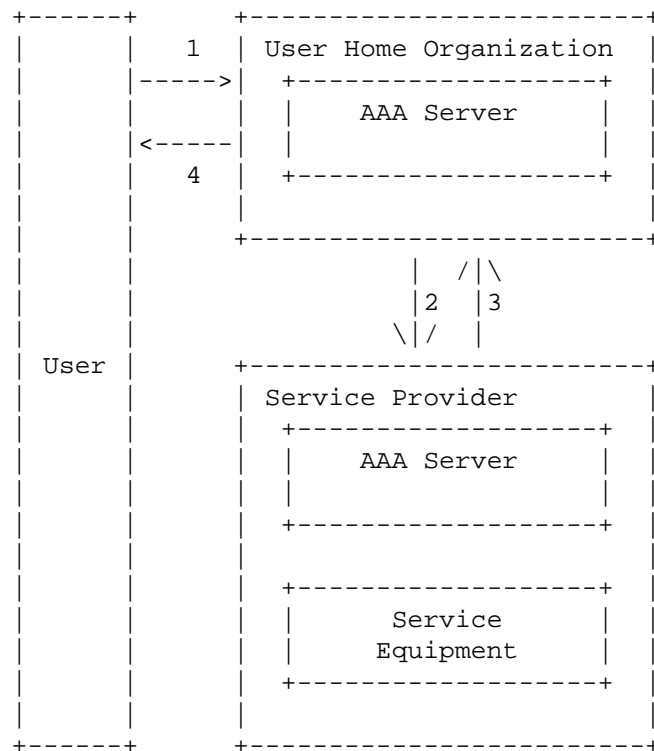 1 User Home Organization
AAA Server
4
2 3
User
Service Provider
AAA Server
Service
Equipment